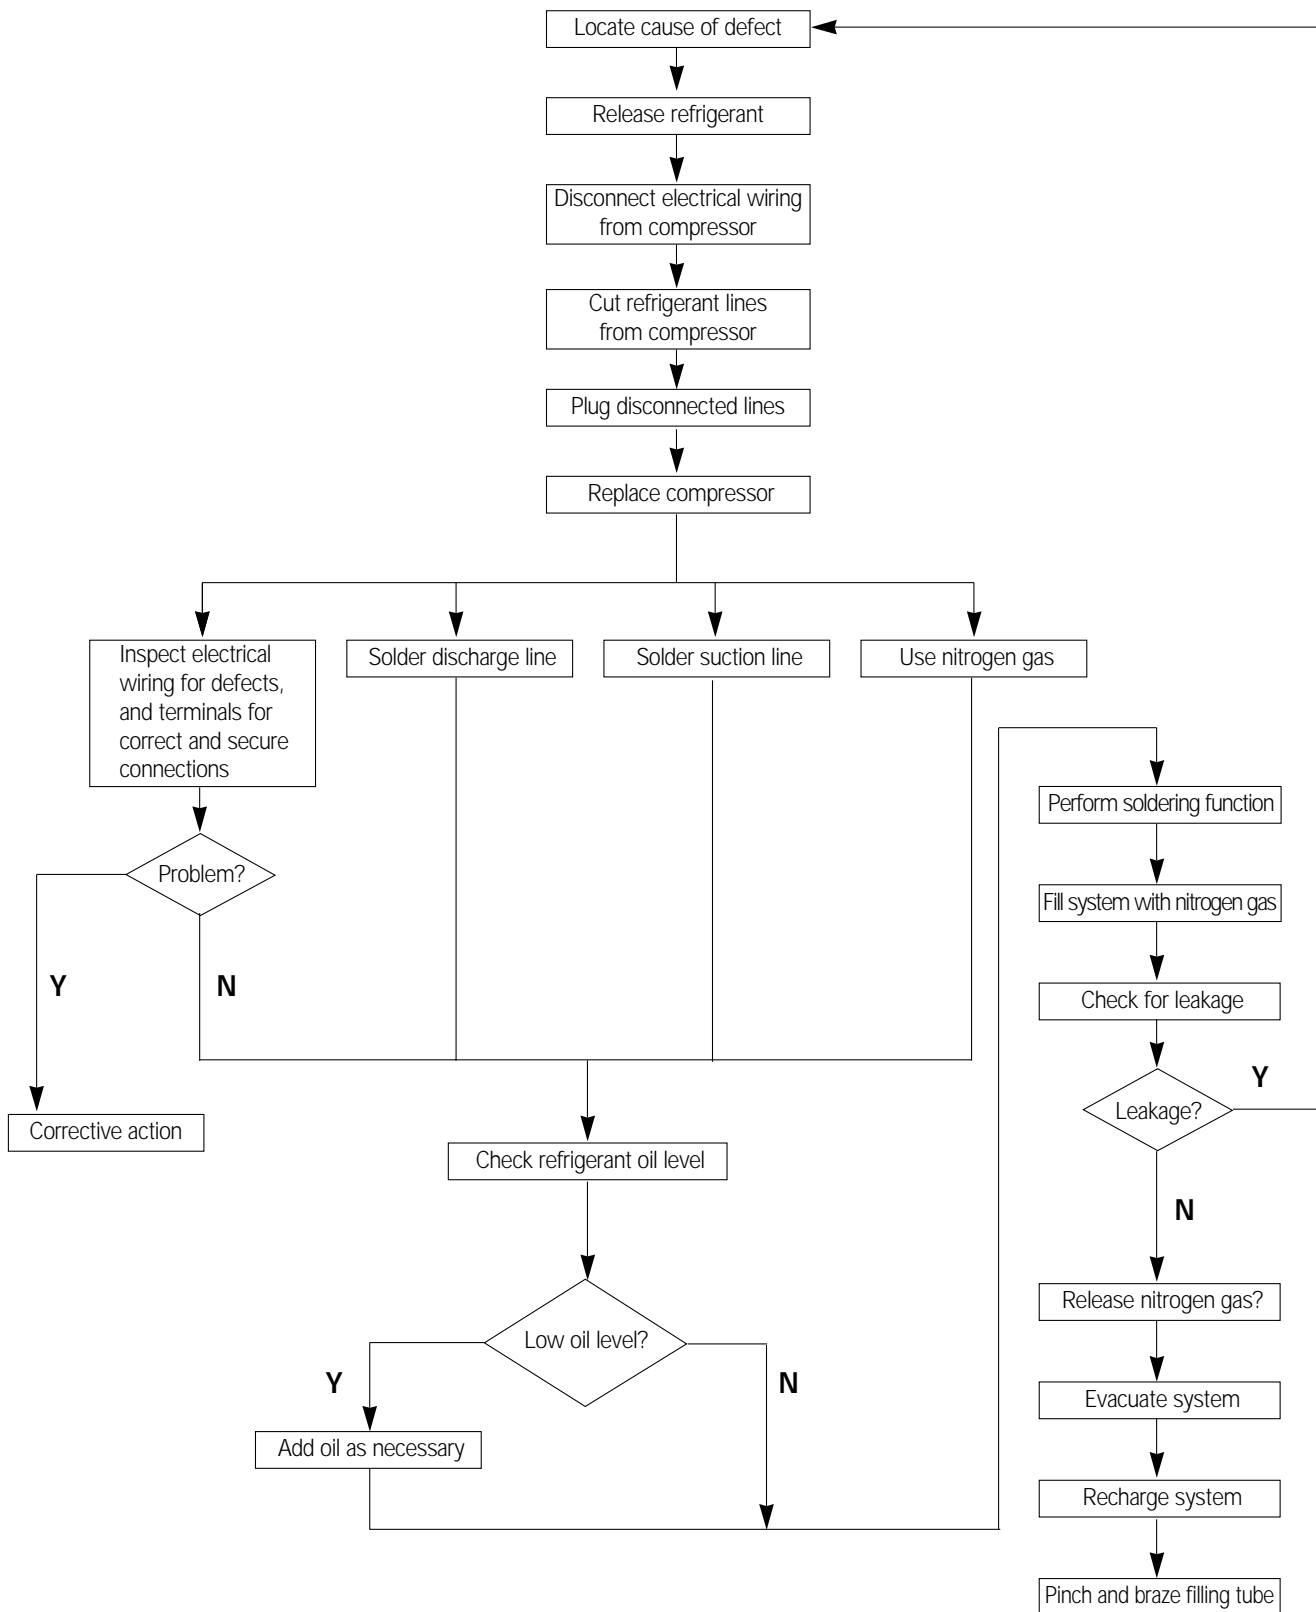 Locate cause of defect
Release refrigerant
Disconnect electrical wiring
from compressor
Cut refrigerant lines
from compressor
Plug disconnected lines
Replace compressor
Inspect electrical
wiring for defects,
and terminals for
correct and secure
connections
Solder discharge line
Solder suction line
Use nitrogen gas
Problem?
Y
N
Corrective action
Check refrigerant oil level
Low oil level?
Y
N
Add oil as necessary
Perform soldering function
Fill system with nitrogen gas
Check for leakage
Leakage?
Y
N
Release nitrogen gas?
Evacuate system
Recharge system
Pinch and braze filling tube